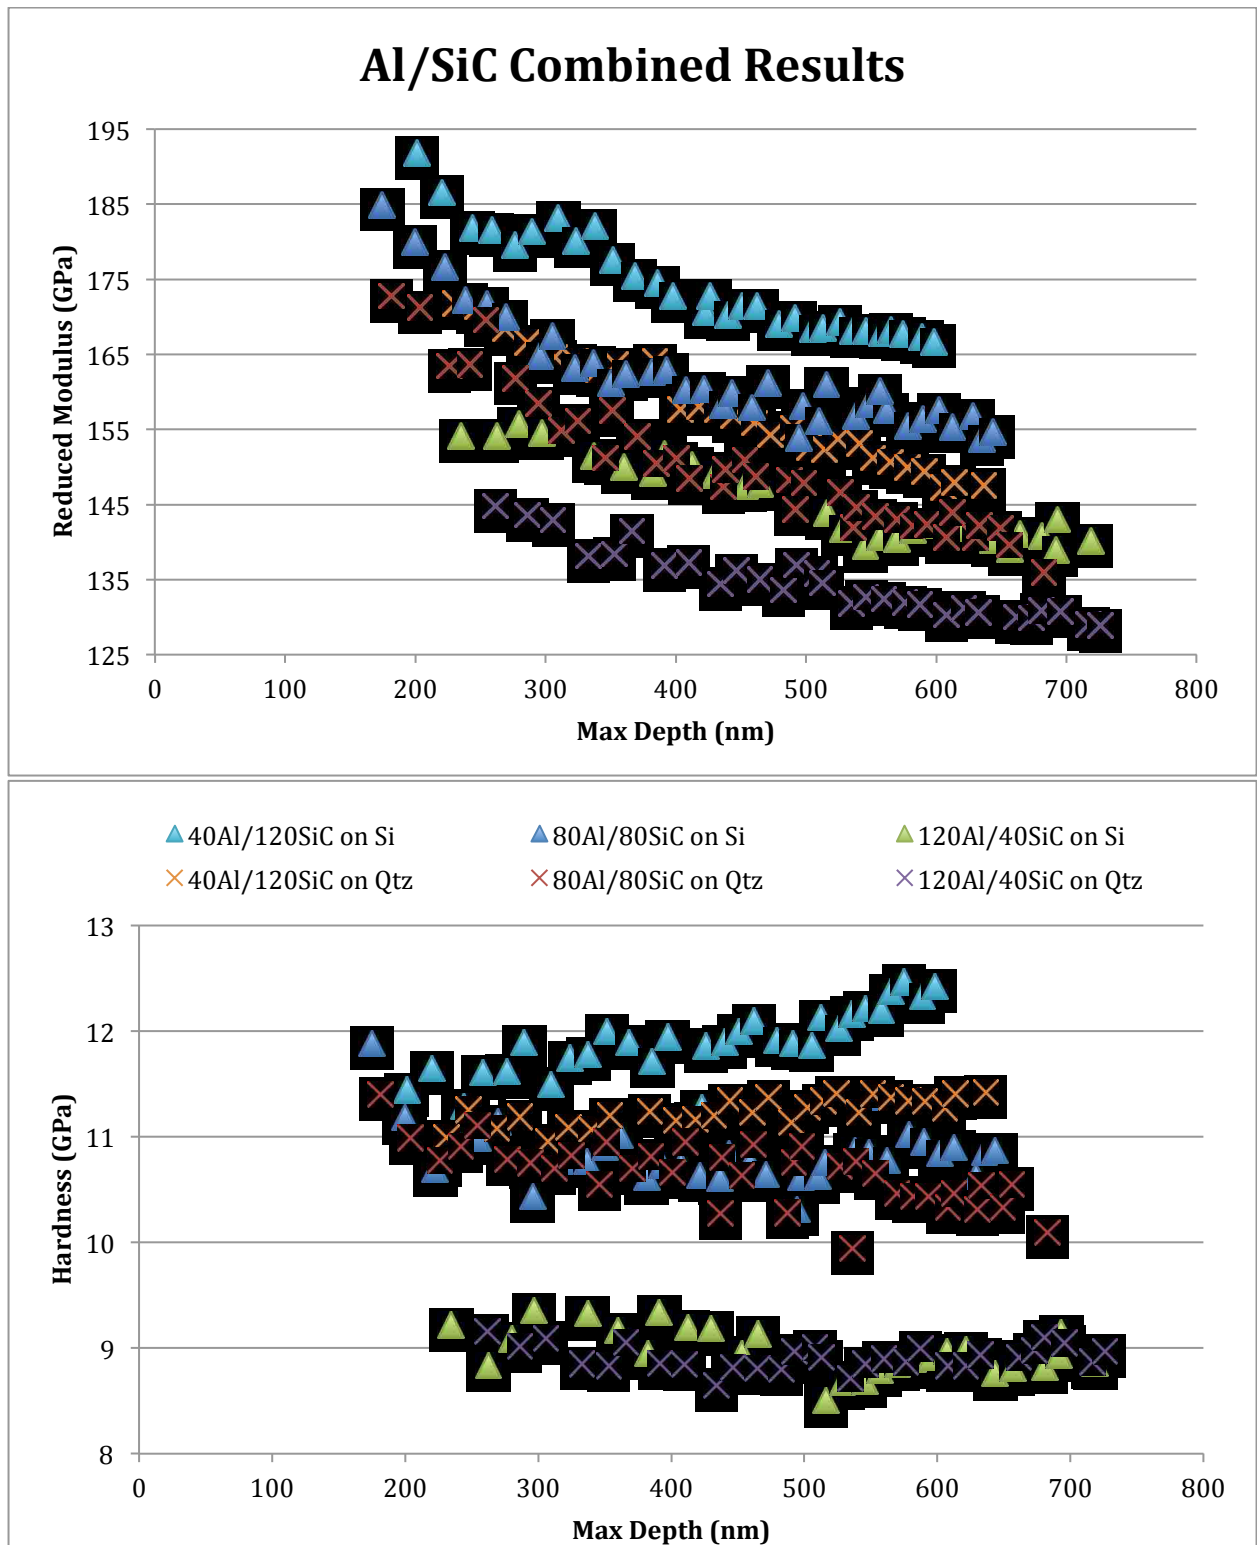 Al/SiC Combined Results
195
185
175
165
155
145
135
125
Reduced Modulus (GPa)
0 100 200 300 400 500 600 700 800
Max Depth (nm)
40Al/120SiC on Si 80Al/80SiC on Si 120Al/40SiC on Si
40Al/120SiC on Qtz 80Al/80SiC on Qtz 120Al/40SiC on Qtz
13
12
11
10
9
8
Hardness (GPa)
0 100 200 300 400 500 600 700 800
Max Depth (nm)